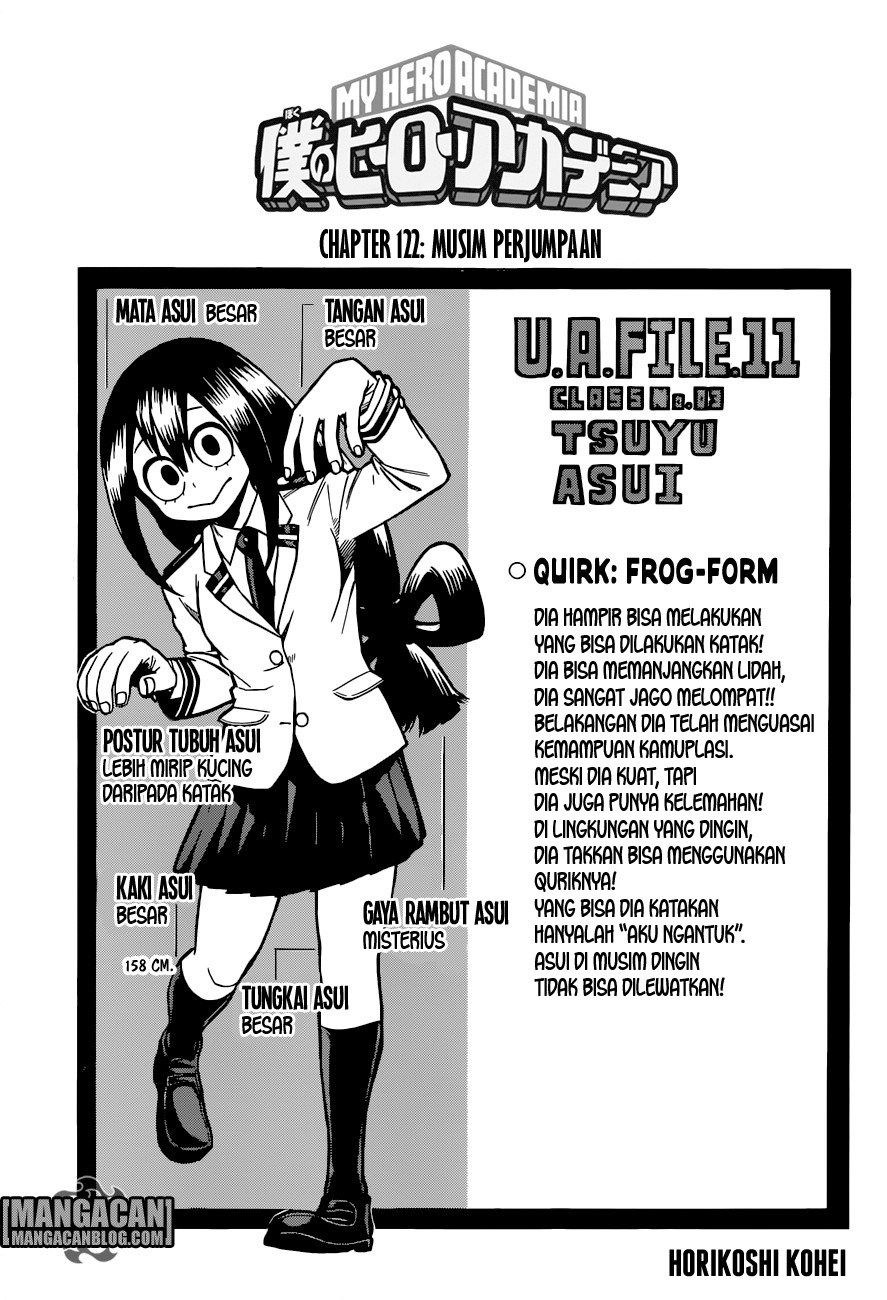 MY HERO ACADEMIA
ぼく
僕のヒーローアカデミア
CHAPTER 122: MUSIM PERJUMPAAN
MATA ASUI BESAR
TANGAN ASUI
BESAR
U.A.FILE.11
CLASS No.03
TSUYU
ASUI
QUIRK: FROG-FORM
DIA HAMPIR BISA MELAKUKAN
YANG BISA DILAKUKAN KATAK!
DIA BISA MEMANJANGKAN LIDAH,
DIA SANGAT JAGO MELOMPAT!!
BELAKANGAN DIA TELAH MENGUASAI
KEMAMPUAN KAMUPLASI.
MESKI DIA KUAT, TAPI
DIA JUGA PUNYA KELEMAHAN!
DI LINGKUNGAN YANG DINGIN,
DIA TAKKAN BISA MENGGUNAKAN
QURIKNYA!
YANG BISA DIA KATAKAN
HANYALAH “AKU NGANTUK”.
ASUI DI MUSIM DINGIN
TIDAK BISA DILEWATKAN!
POSTUR TUBUH ASUI
LEBIH MIRIP KUCING
DARIPADA KATAK
KAKI ASUI
BESAR
158 CM.
GAYA RAMBUT ASUI
MISTERIUS
TUNGKAI ASUI
BESAR
[MANGACAN]
MANGACANBLOG.COM
HORIKOSHI KOHEI